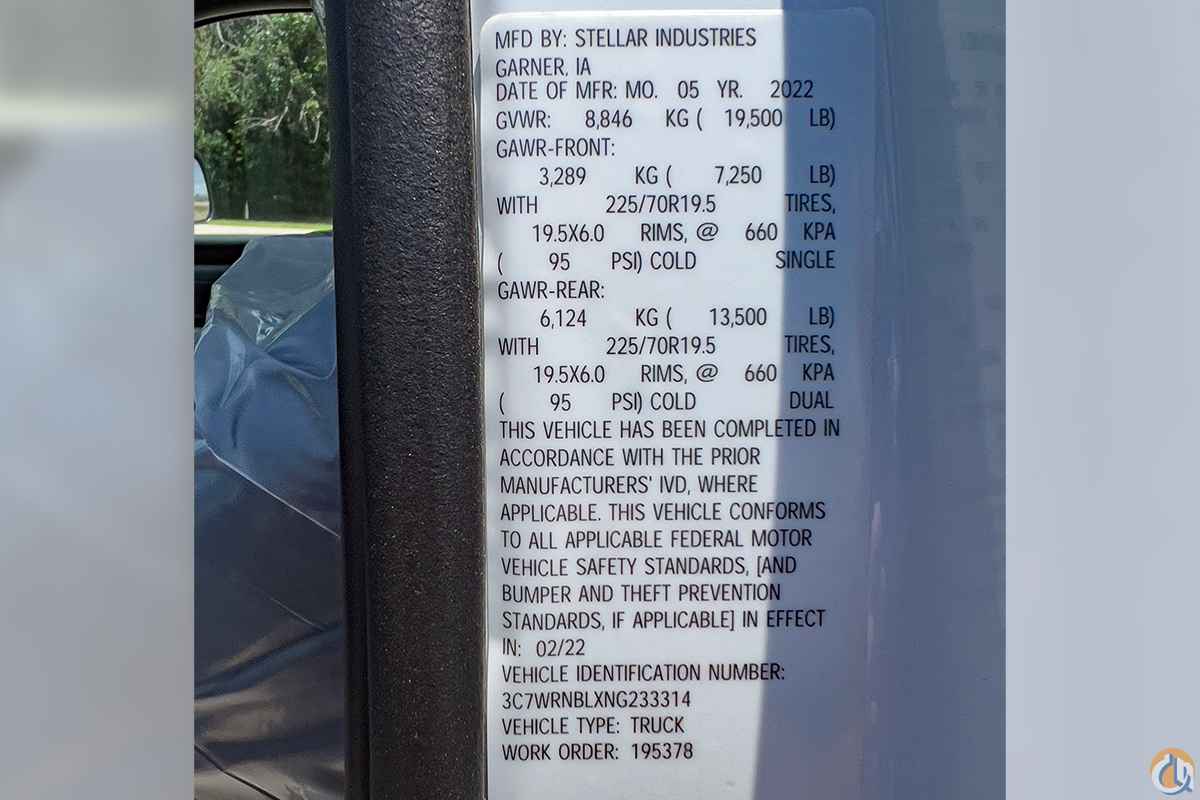 MFD BY: STELLAR INDUSTRIES
GARNER, IA
DATE OF MFR: MO. 05 YR. 2022
GVWR: 8,846 KG ( 19,500 LB)
GAWR-FRONT:
3,289 KG ( 7,250 LB)
WITH 225/70R19.5 TIRES,
19.5X6.0 RIMS, @ 660 KPA
( 95 PSI) COLD SINGLE
GAWR-REAR:
6,124 KG ( 13,500 LB)
WITH 225/70R19.5 TIRES,
19.5X6.0 RIMS, @ 660 KPA
( 95 PSI) COLD DUAL
THIS VEHICLE HAS BEEN COMPLETED IN
ACCORDANCE WITH THE PRIOR
MANUFACTURERS' IVD, WHERE
APPLICABLE. THIS VEHICLE CONFORMS
TO ALL APPLICABLE FEDERAL MOTOR
VEHICLE SAFETY STANDARDS, [AND
BUMPER AND THEFT PREVENTION
STANDARDS, IF APPLICABLE] IN EFFECT
IN: 02/22
VEHICLE IDENTIFICATION NUMBER:
3C7WRNBLXNG233314
VEHICLE TYPE: TRUCK
WORK ORDER: 195378